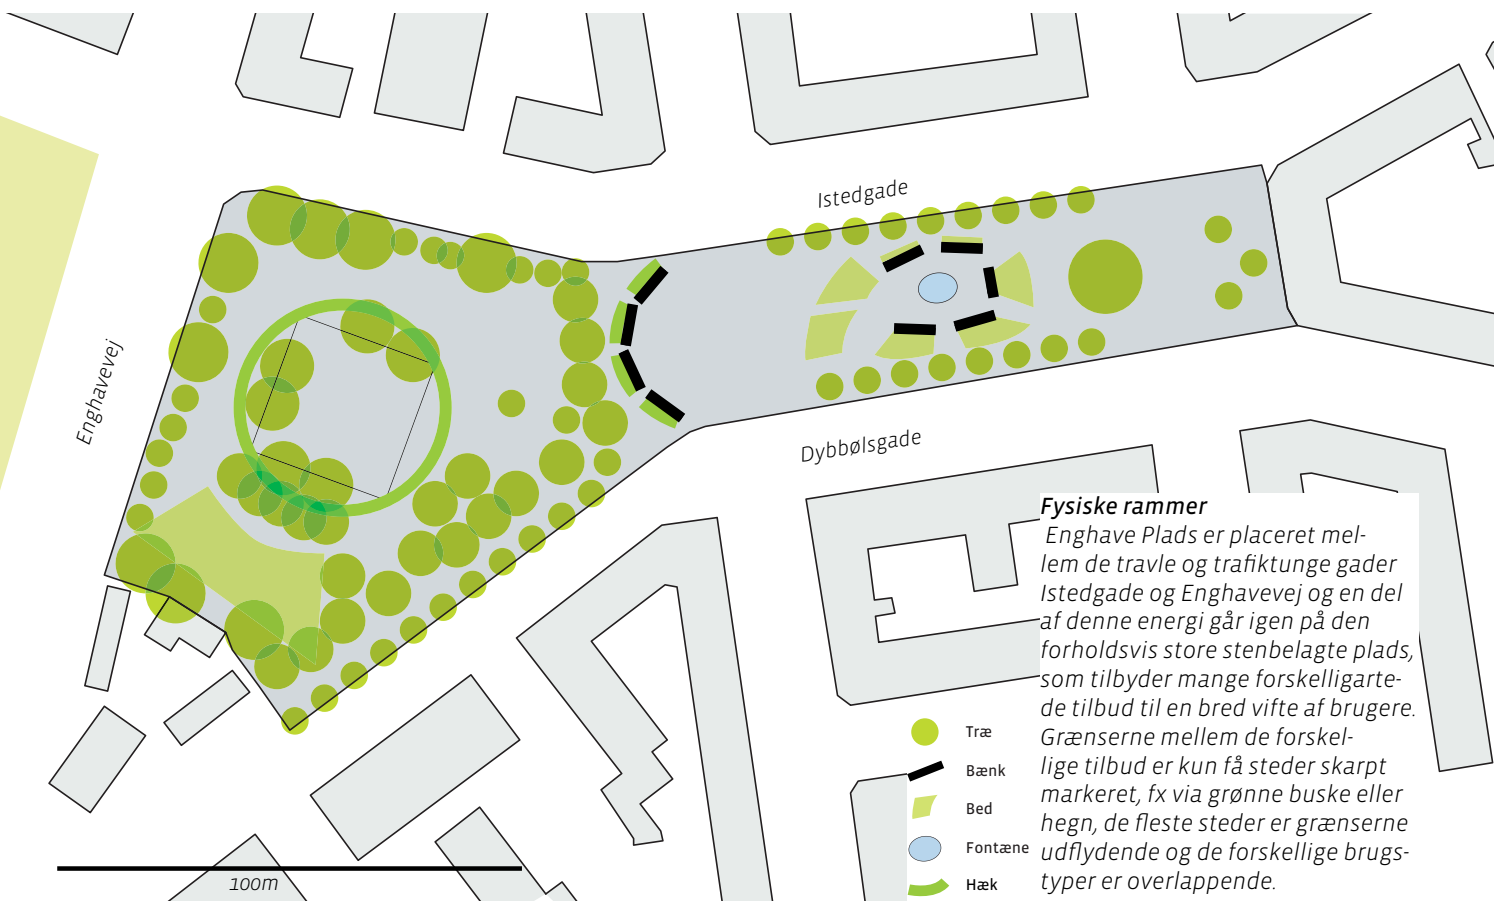 Istedgade
Enghavevej
Dybbølsgade
Fysiske rammer
Enghave Plads er placeret mel-
lem de travle og trafiktunge gader
Istedgade og Enghavevej og en del
af denne energi går igen på den
forholdsvis store stenbelagte plads,
som tilbyder mange forskelligarte-
de tilbud til en bred vifte af brugere.
Grænserne mellem de forskel-
lige tilbud er kun få steder skarpt
markeret, fx via grønne buske eller
hegn, de fleste steder er grænserne
udflydende og de forskellige brugs-
typer er overlappende.
Træ
Bænk
Bed
Fontæne
Hæk
100m